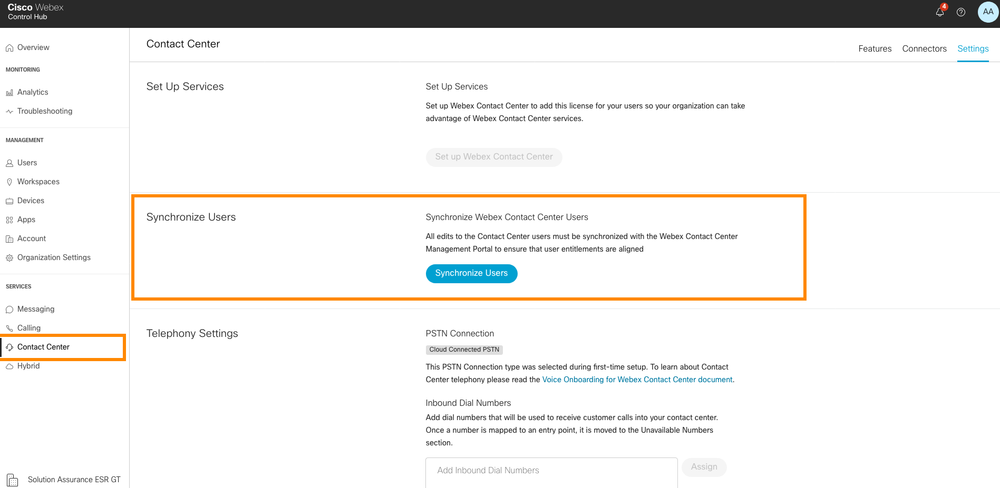 Cisco Webex
Control Hub
4
AA
Overview
MONITORING
Analytics
Troubleshooting
MANAGEMENT
Users
Workspaces
Devices
Apps
Account
Organization Settings
SERVICES
Messaging
Calling
Contact Center
Hybrid
Solution Assurance ESR GT
Contact Center
Features
Connectors
Settings
Set Up Services
Set Up Services
Set up Webex Contact Center to add this license for your users so your organization can take
advantage of Webex Contact Center services.
Set up Webex Contact Center
Synchronize Users
Synchronize Webex Contact Center Users
All edits to the Contact Center users must be synchronized with the Webex Contact Center
Management Portal to ensure that user entitlements are aligned
Synchronize Users
Telephony Settings
PSTN Connection
Cloud Connected PSTN
This PSTN Connection type was selected during first-time setup. To learn about Contact
Center telephony please read the Voice Onboarding for Webex Contact Center document.
Inbound Dial Numbers
Add dial numbers that will be used to receive customer calls into your contact center.
Once a number is mapped to an entry point, it is moved to the Unavailable Numbers
section.
Add Inbound Dial Numbers
Assign